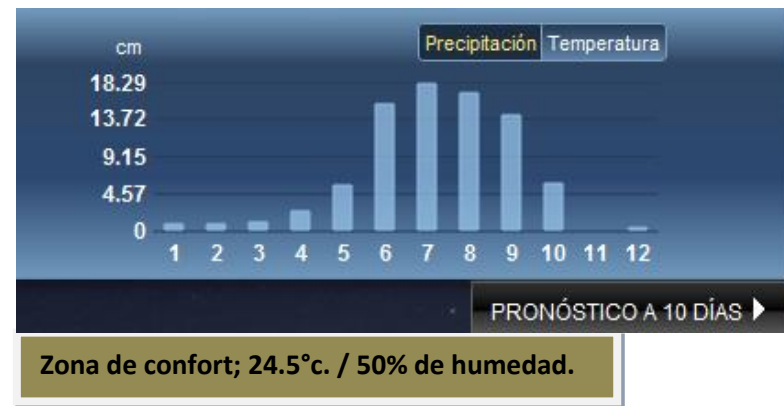 cm
Precipitación Temperatura
18.29
13.72
9.15
4.57
0
1 2 3 4 5 6 7 8 9 10 11 12
PRONÓSTICO A 10 DÍAS
Zona de confort; 24.5°c. / 50% de humedad.